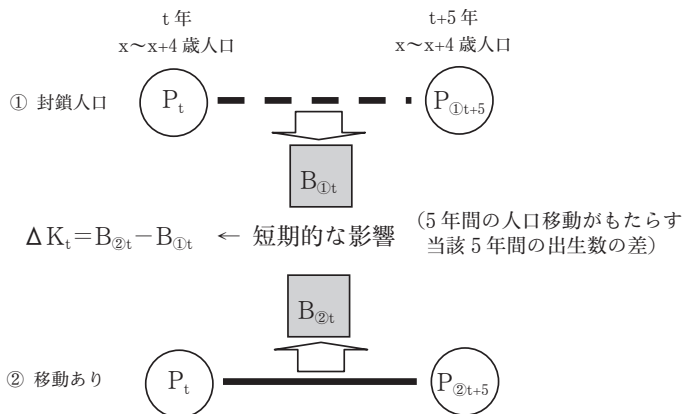 t 年
x～x+4 歳人口
t+5 年
x～x+4 歳人口
① 封鎖人口
P_t
P_①t+5
B_①t
ΔK_t=B_②t−B_①t ← 短期的な影響
(5 年間の人口移動がもたらす
当該 5 年間の出生数の差)
B_②t
② 移動あり
P_t
P_②t+5